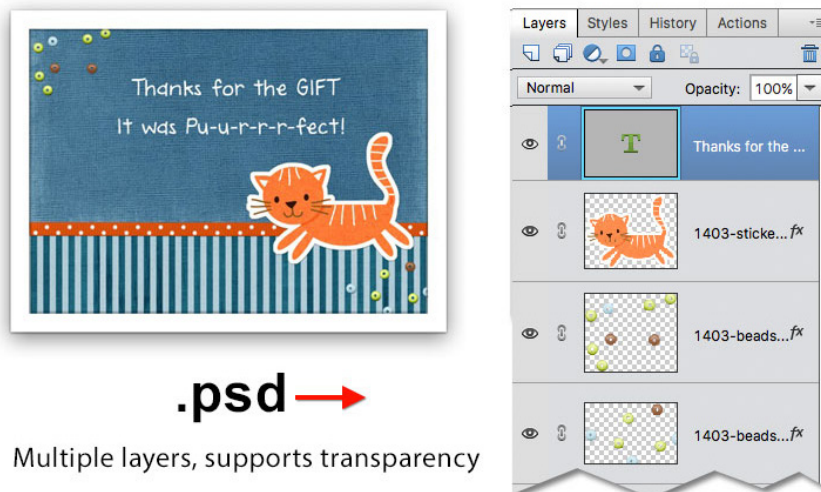 Thanks for the GIFT
It was Pu-u-r-r-r-fect!
.psd
Multiple layers, supports transparency
Layers Styles History Actions
Normal Opacity: 100%
T Thanks for the ...
1403-sticke... fx
1403-beads... fx
1403-beads... fx